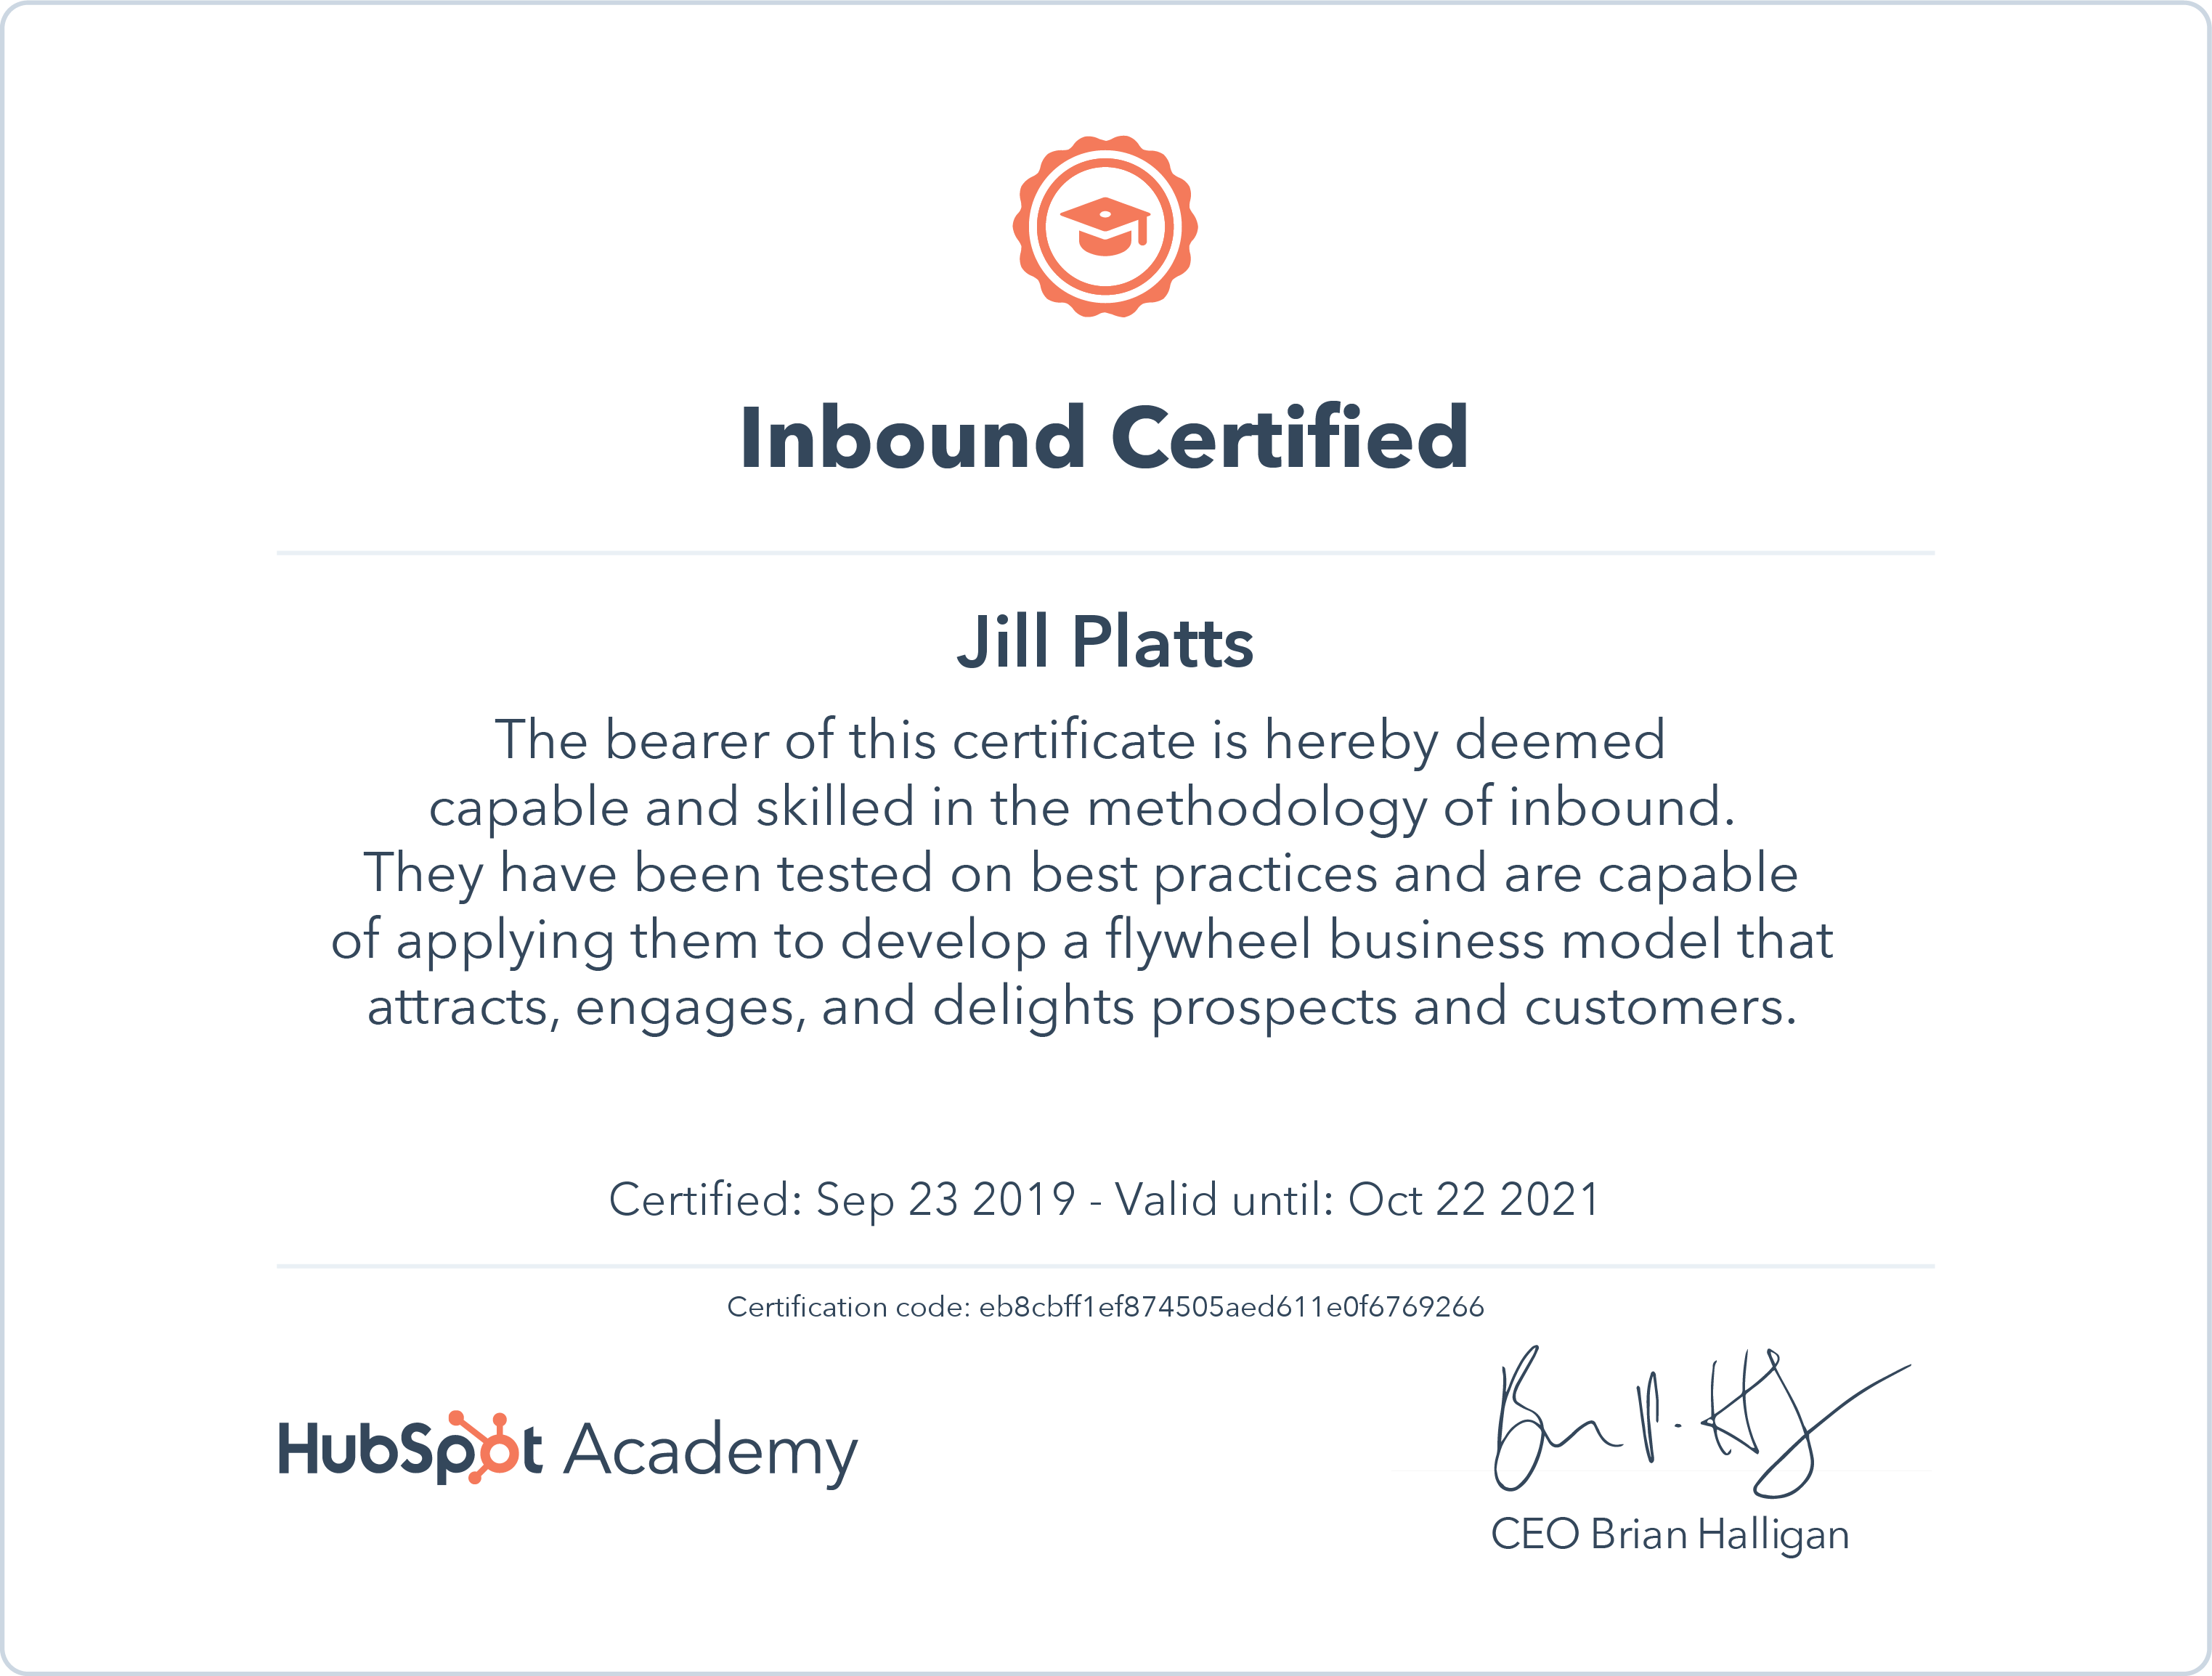 Inbound Certified
Jill Platts
The bearer of this certificate is hereby deemed
capable and skilled in the methodology of inbound.
They have been tested on best practices and are capable
of applying them to develop a flywheel business model that
attracts, engages, and delights prospects and customers.
Certified: Sep 23 2019 - Valid until: Oct 22 2021
Certification code: eb8cbff1ef874505aed611e0f6769266
HubSpot Academy
CEO Brian Halligan